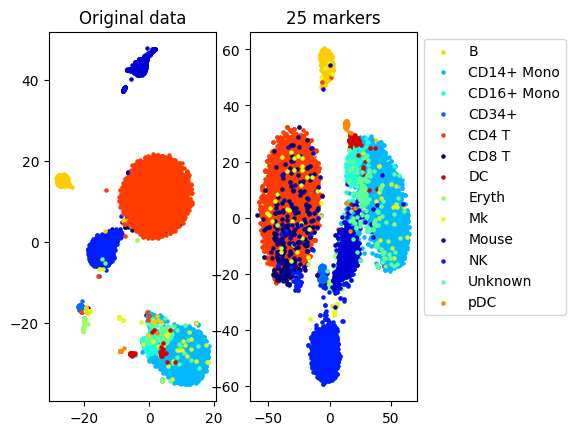 Original data
25 markers
40
20
0
−20
−20
0
20
60
40
20
0
−20
−40
−60
−50
0
50
B
CD14+ Mono
CD16+ Mono
CD34+
CD4 T
CD8 T
DC
Eryth
Mk
Mouse
NK
Unknown
pDC